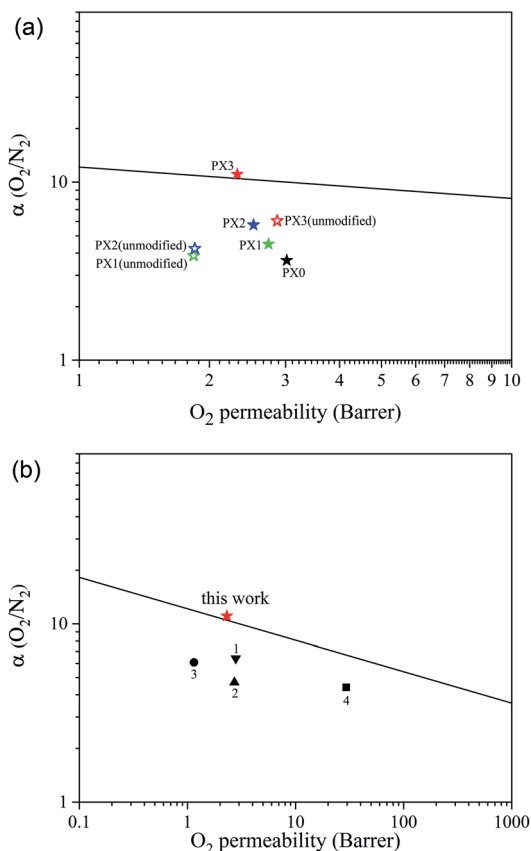 (a)
α (O₂/N₂)
10
1
PX3
PX2
PX3(unmodified)
PX2(unmodified)
PX1
PX1(unmodified)
PX0
1 2 3 4 5 6 7 8 9 10
O₂ permeability (Barrer)
(b)
α (O₂/N₂)
10
1
this work
1
3 2 4
0.1 1 10 100 1000
O₂ permeability (Barrer)